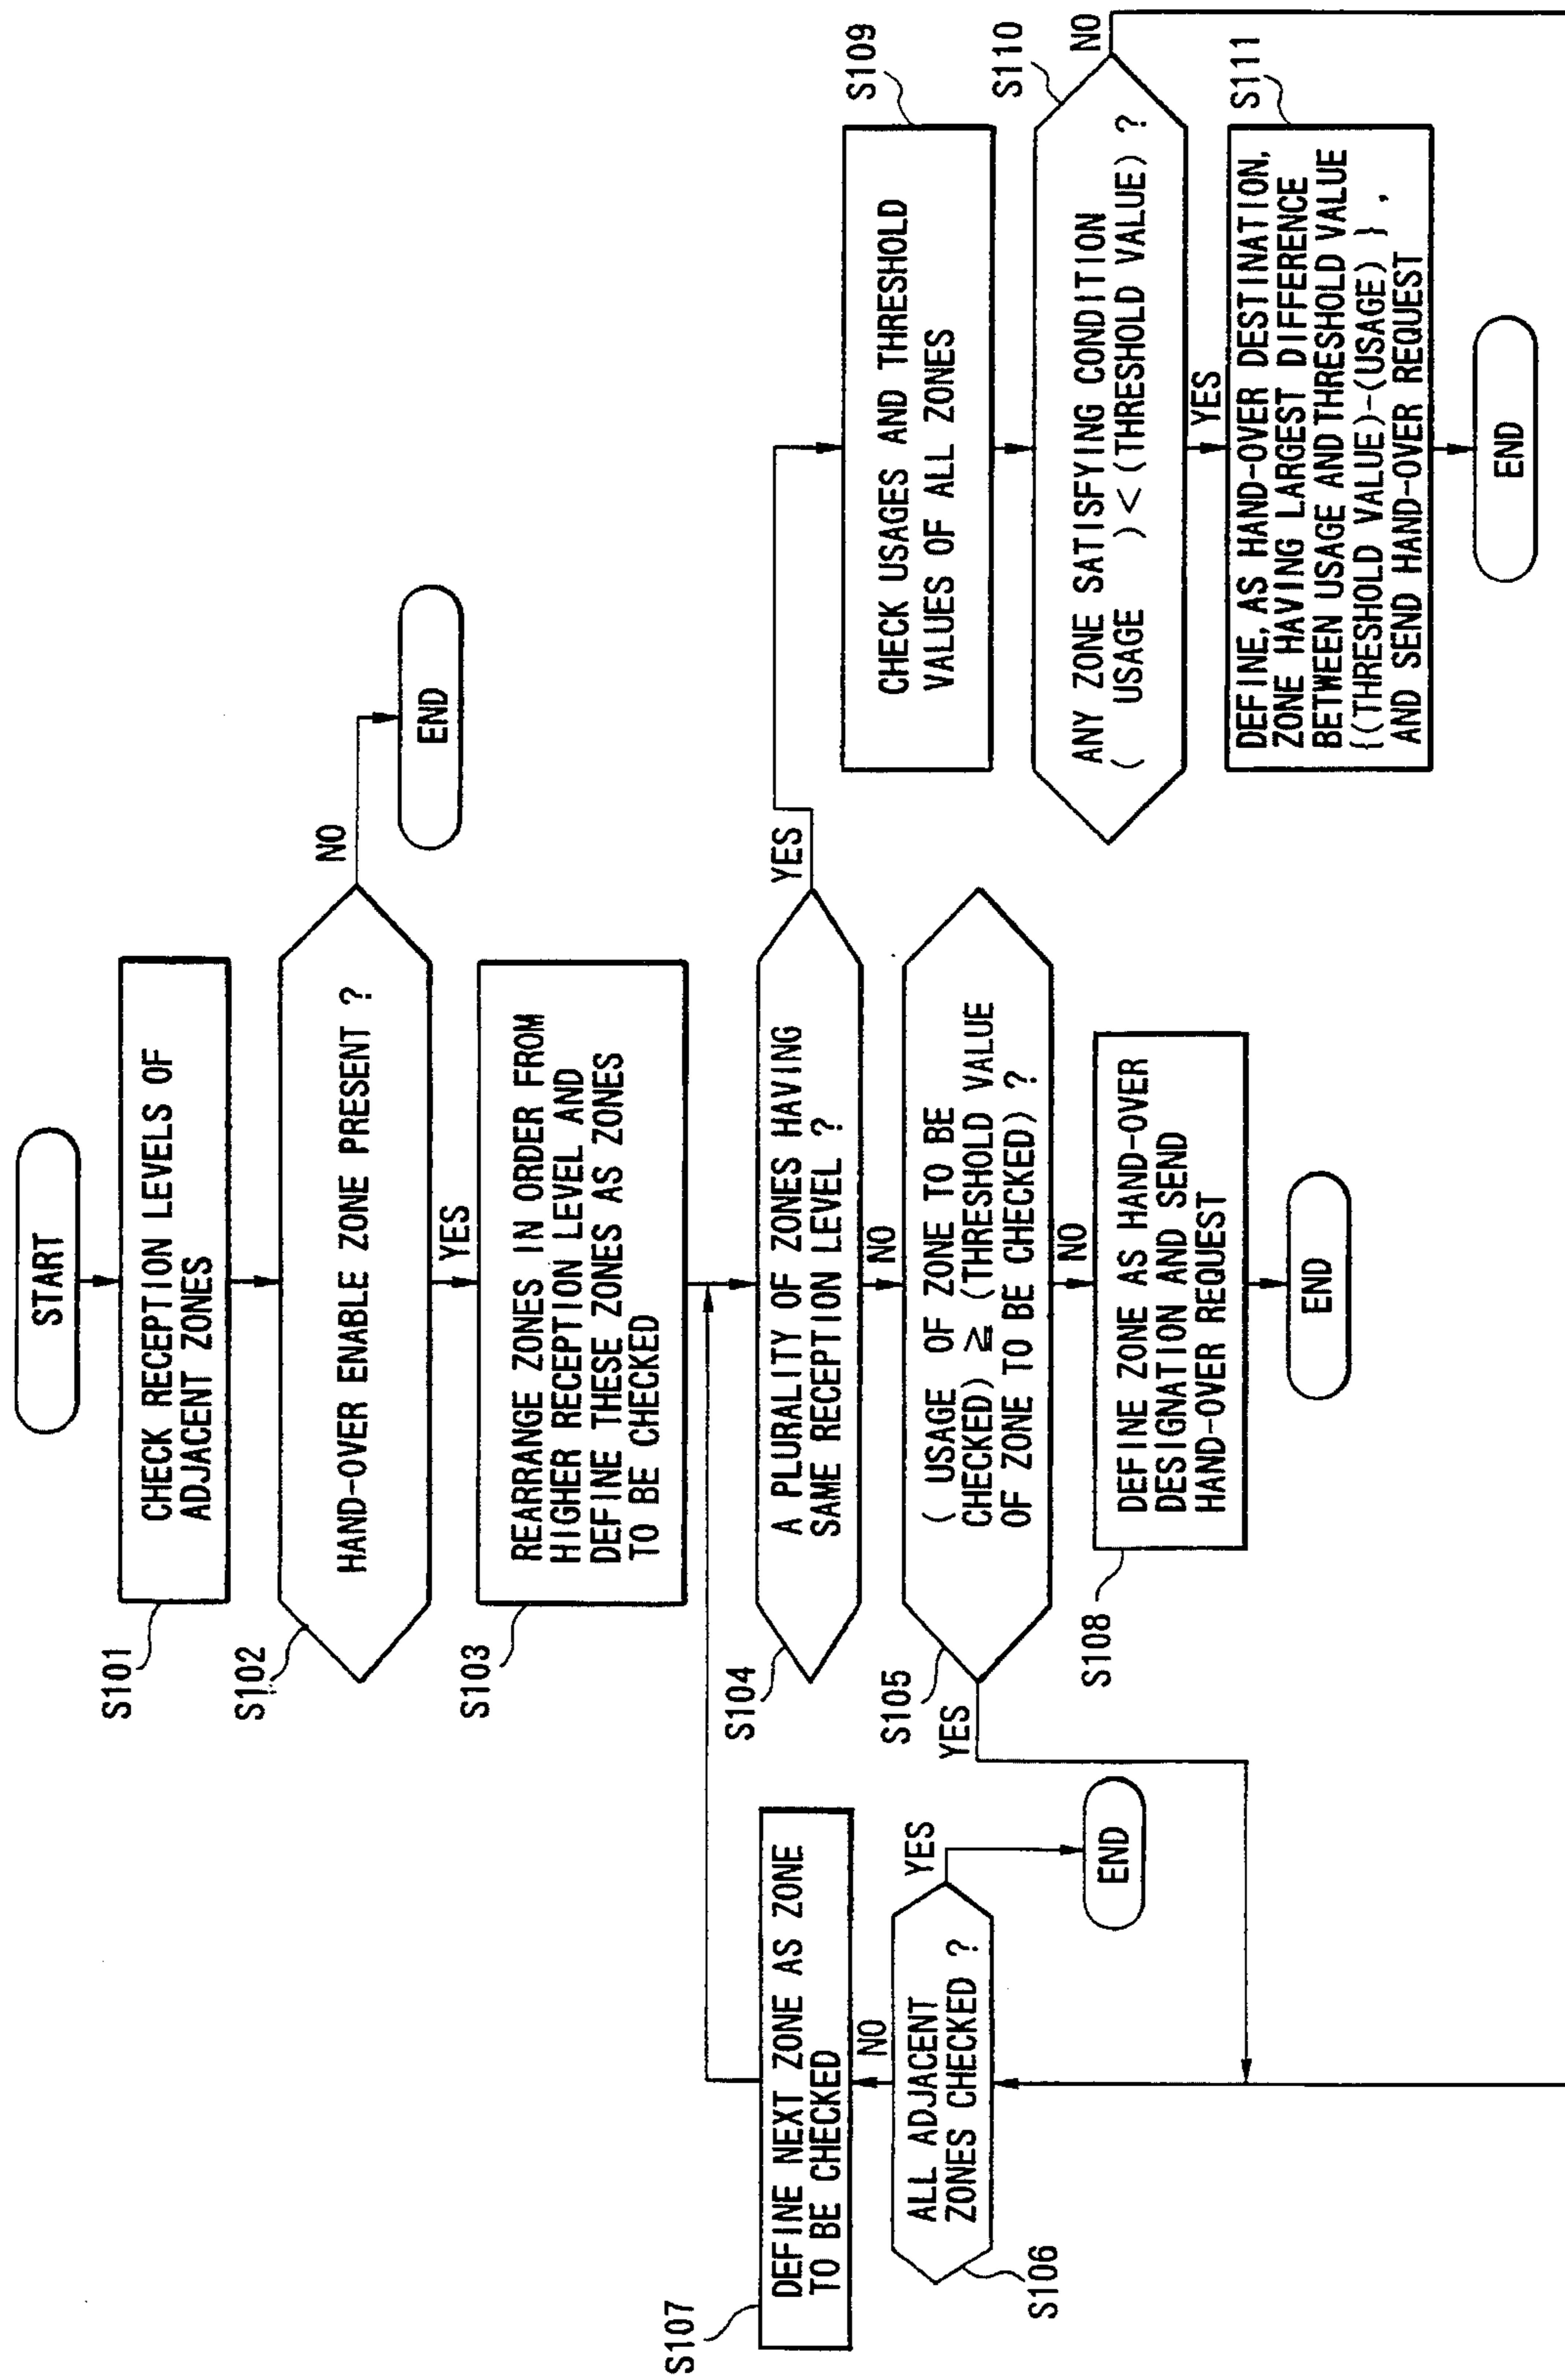 START
S101
CHECK RECEPTION LEVELS OF
ADJACENT ZONES
S102
HAND-OVER ENABLE ZONE PRESENT ?
NO
END
YES
S103
REARRANGE ZONES IN ORDER FROM
HIGHER RECEPTION LEVEL AND
DEFINE THESE ZONES AS ZONES
TO BE CHECKED
S104
A PLURALITY OF ZONES HAVING
SAME RECEPTION LEVEL ?
YES
NO
S105
( USAGE OF ZONE TO BE
CHECKED) ≧ (THRESHOLD VALUE
OF ZONE TO BE CHECKED) ?
YES
NO
S108
DEFINE ZONE AS HAND-OVER
DESIGNATION AND SEND
HAND-OVER REQUEST
END
S107
DEFINE NEXT ZONE AS ZONE
TO BE CHECKED
NO
S106
ALL ADJACENT
ZONES CHECKED ?
YES
END
S109
CHECK USAGES AND THRESHOLD
VALUES OF ALL ZONES
S110
ANY ZONE SATISFYING CONDITION
( USAGE ) < (THRESHOLD VALUE) ?
NO
YES
S111
DEFINE, AS HAND-OVER DESTINATION,
ZONE HAVING LARGEST DIFFERENCE
BETWEEN USAGE AND THRESHOLD VALUE
{(THRESHOLD VALUE)-(USAGE) } ,
AND SEND HAND-OVER REQUEST
END